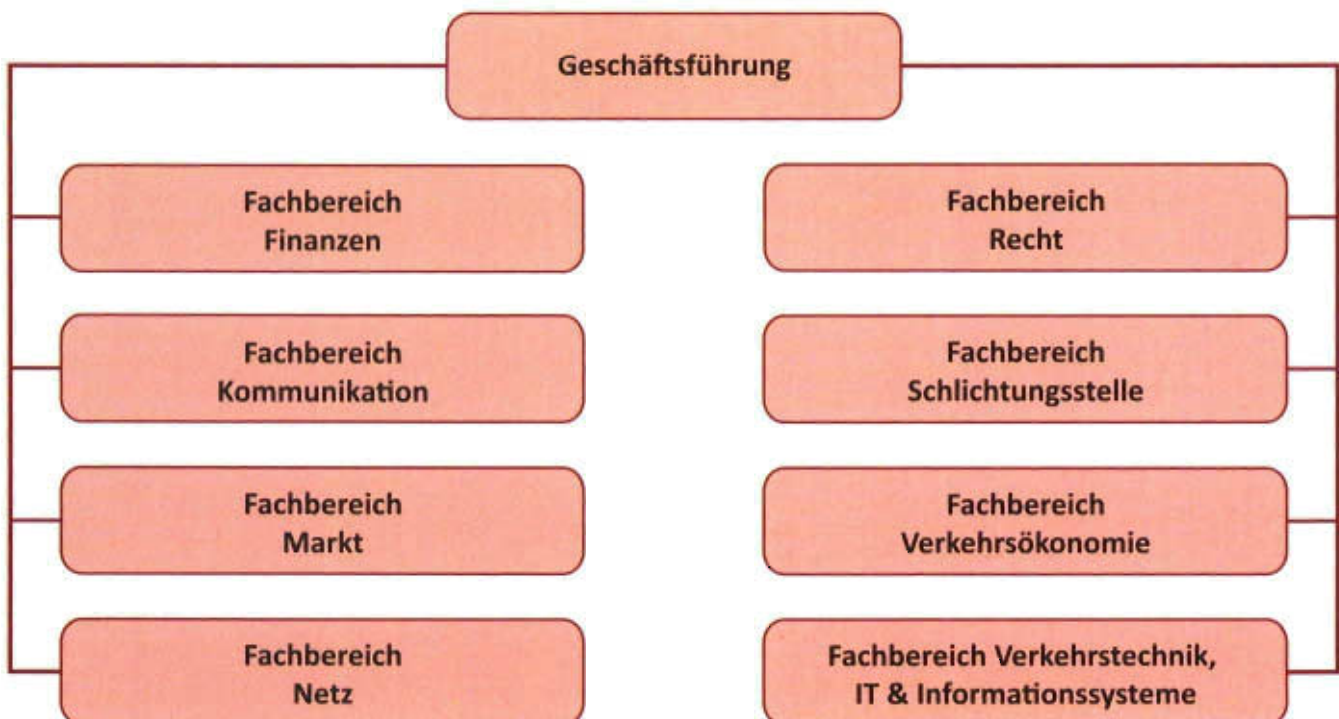 Geschäftsführung
Fachbereich
Finanzen
Fachbereich
Kommunikation
Fachbereich
Markt
Fachbereich
Netz
Fachbereich
Recht
Fachbereich
Schlichtungsstelle
Fachbereich
Verkehrsökonomie
Fachbereich Verkehrstechnik,
IT & Informationssysteme